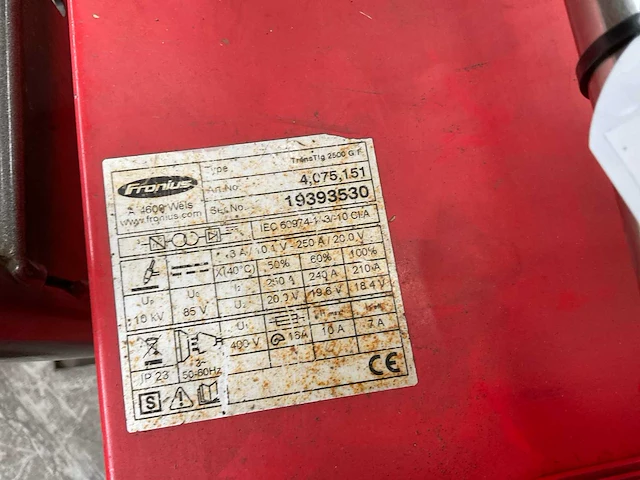 Fronius
A 4600 Wels
www.fronius.com
Type TransTig 2500 G.F.
Art.No. 4,075,151
Ser.No. 19393530
IEC 60974-1/-3/-10 Cl.A
3 A / 10.1 V - 250 A / 20.0 V
X(40°C) 50% 60% 100%
I₂ 250 A 240 A 210 A
U₂ 20.0 V 19.6 V 18.4 V
Up 10 kV
U₀ 85 V
U₁ 400 V
16A 10 A 7 A
3~
50-60Hz
IP 23
S
CE